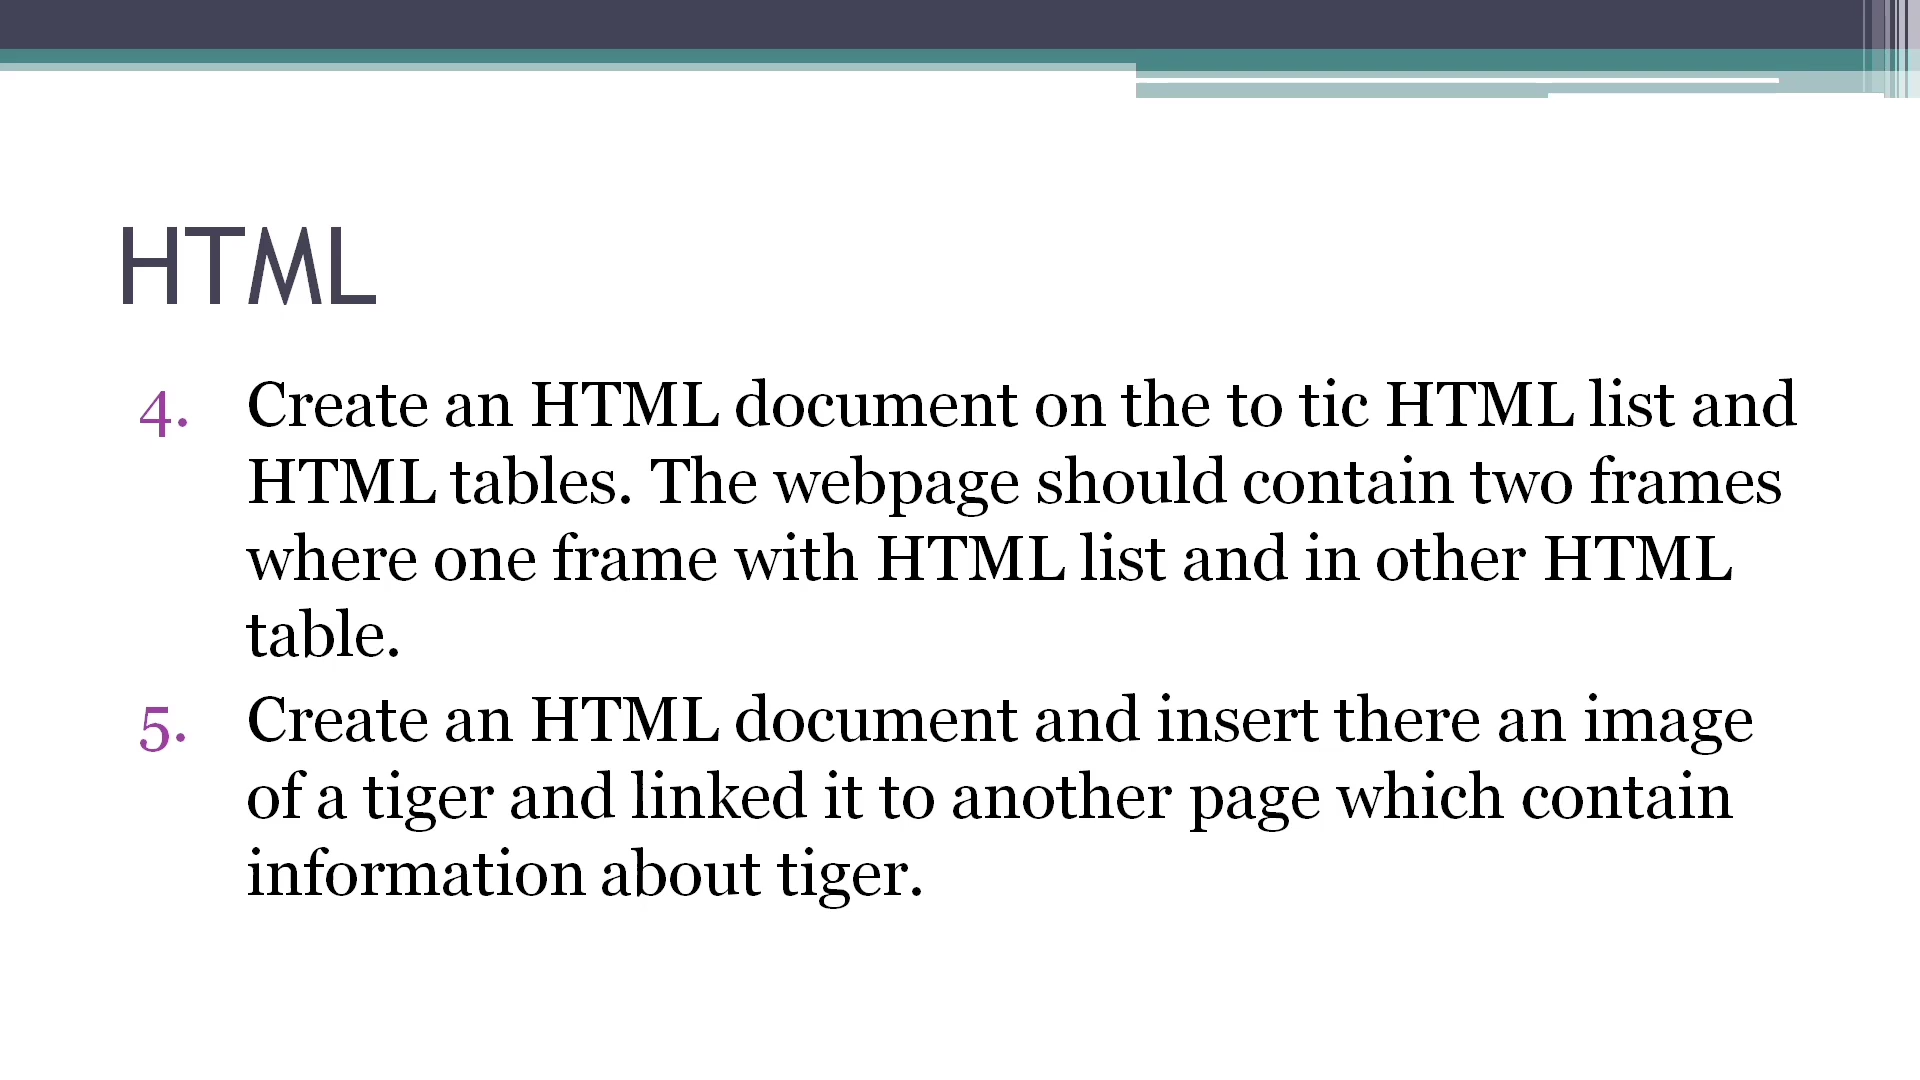 HTML
4. Create an HTML document on the to tic HTML list and
HTML tables. The webpage should contain two frames
where one frame with HTML list and in other HTML
table.
5. Create an HTML document and insert there an image
of a tiger and linked it to another page which contain
information about tiger.